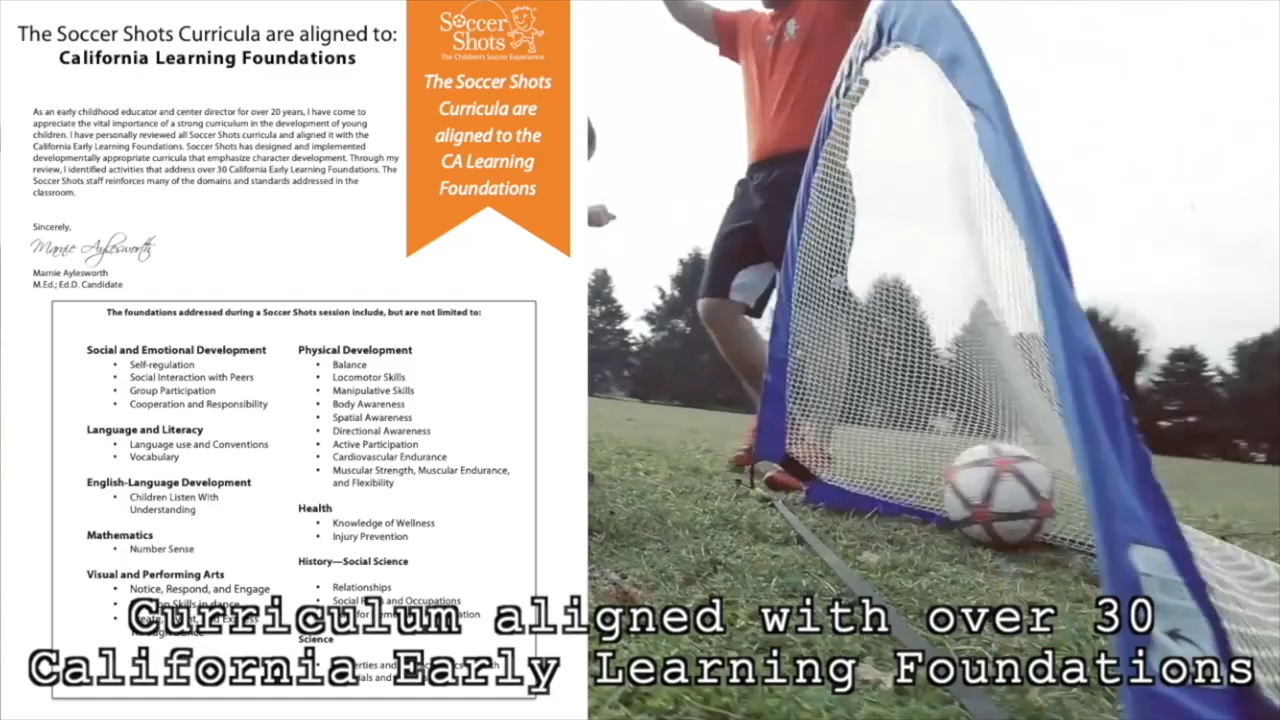 The Soccer Shots Curricula are aligned to:
California Learning Foundations
As an early childhood educator and center director for over 20 years, I have come to
appreciate the vital importance of a strong curriculum in the development of young
children. I have personally reviewed all Soccer Shots curricula and aligned it with the
California Early Learning Foundations. Soccer Shots has designed and implemented
developmentally appropriate curricula that emphasize character development. Through my
review, I identified activities that address over 30 California Early Learning Foundations. The
Soccer Shots staff reinforces many of the domains and standards addressed in the
classroom.
Sincerely,
Marnie Aylesworth
Marnie Aylesworth
M.Ed.; Ed.D. Candidate
Soccer
Shots
The Children's Soccer Experience
The Soccer Shots
Curricula are
aligned to the
CA Learning
Foundations
The foundations addressed during a Soccer Shots session include, but are not limited to:
Social and Emotional Development
• Self-regulation
• Social Interaction with Peers
• Group Participation
• Cooperation and Responsibility
Language and Literacy
• Language use and Conventions
• Vocabulary
English-Language Development
• Children Listen With
Understanding
Mathematics
• Number Sense
Visual and Performing Arts
• Notice, Respond, and Engage
Skills in dance
Physical Development
• Balance
• Locomotor Skills
• Manipulative Skills
• Body Awareness
• Spatial Awareness
• Directional Awareness
• Active Participation
• Cardiovascular Endurance
• Muscular Strength, Muscular Endurance,
and Flexibility
Health
• Knowledge of Wellness
• Injury Prevention
History—Social Science
• Relationships
• Social and Occupations
Science
Curriculum aligned with over 30
California Early Learning Foundations